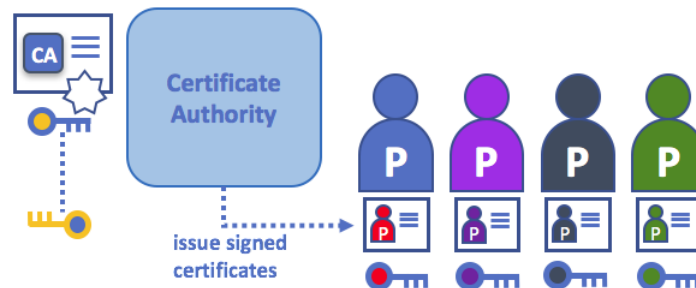 CA
Certificate
Authority
P P P P
issue signed
certificates
P P P P